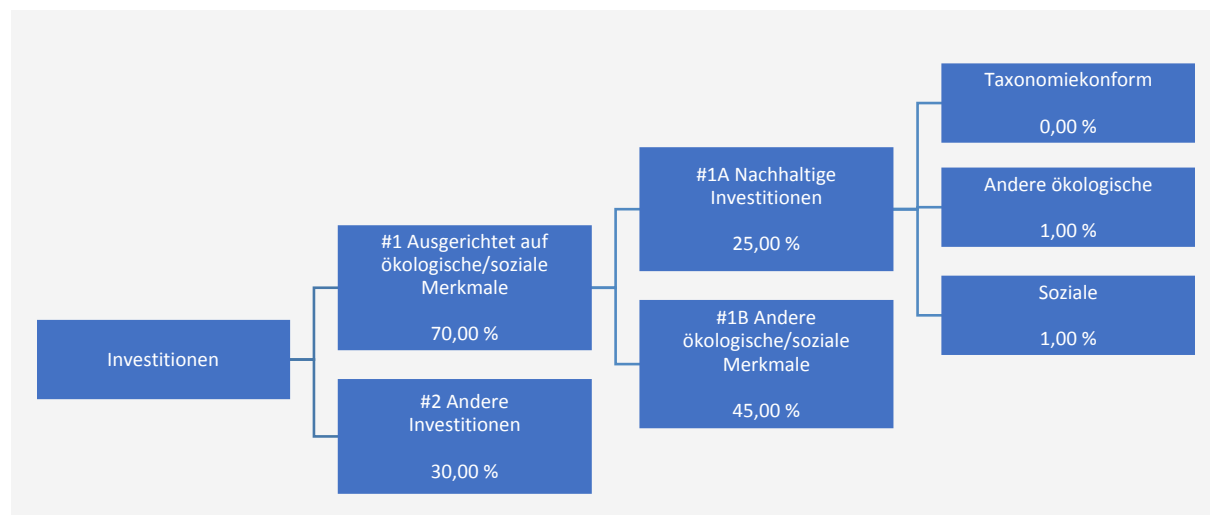 Investitionen
#1 Ausgerichtet auf
ökologische/soziale
Merkmale
70,00 %
#2 Andere
Investitionen
30,00 %
#1A Nachhaltige
Investitionen
25,00 %
#1B Andere
ökologische/soziale
Merkmale
45,00 %
Taxonomiekonform
0,00 %
Andere ökologische
1,00 %
Soziale
1,00 %